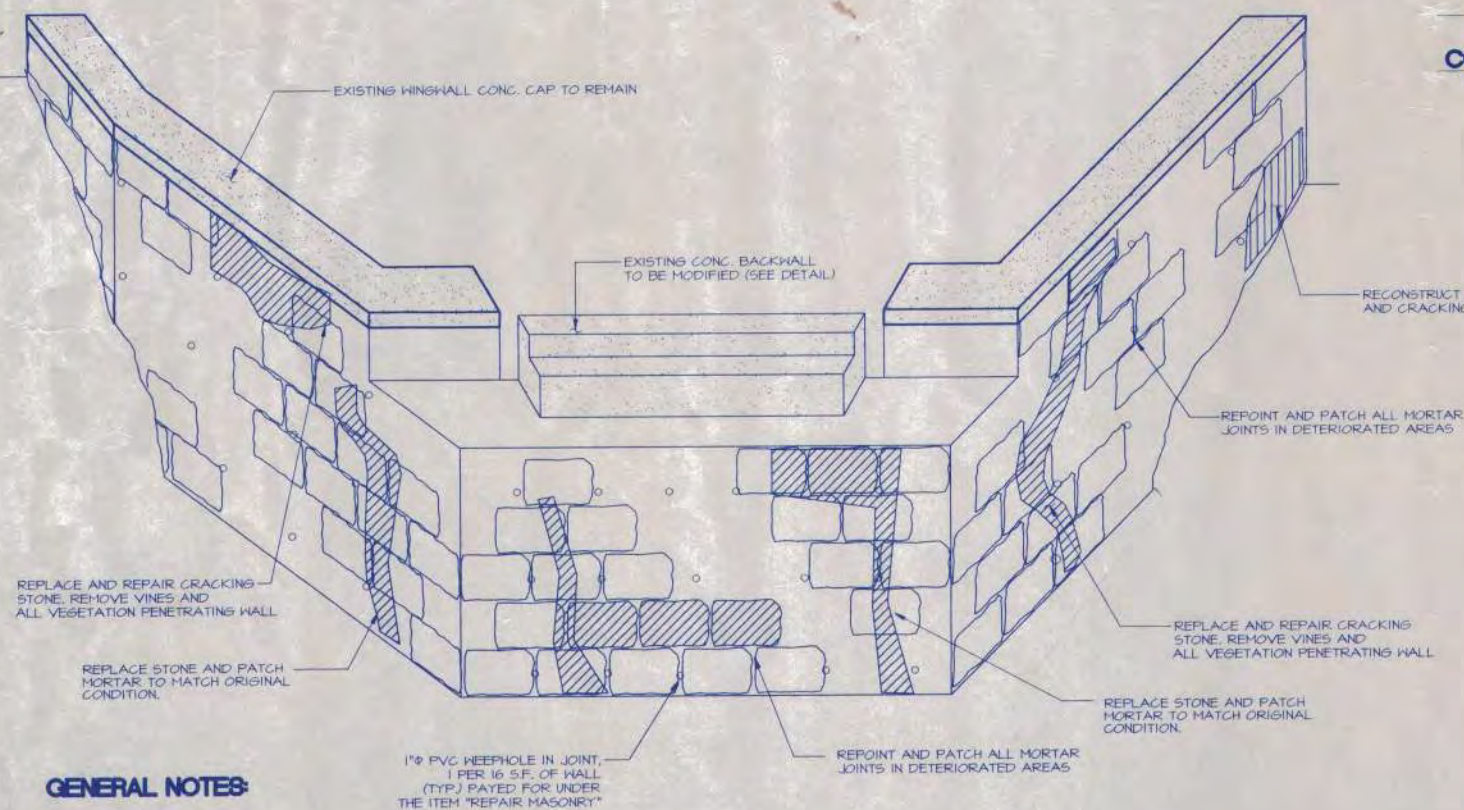 C
EXISTING WINGWALL CONC. CAP TO REMAIN
EXISTING CONC. BACKWALL
TO BE MODIFIED (SEE DETAIL)
RECONSTRUCT
AND CRACKING
REPOINT AND PATCH ALL MORTAR
JOINTS IN DETERIORATED AREAS
REPLACE AND REPAIR CRACKING
STONE. REMOVE VINES AND
ALL VEGETATION PENETRATING WALL
REPLACE STONE AND PATCH
MORTAR TO MATCH ORIGINAL
CONDITION.
REPLACE AND REPAIR CRACKING
STONE. REMOVE VINES AND
ALL VEGETATION PENETRATING WALL
REPLACE STONE AND PATCH
MORTAR TO MATCH ORIGINAL
CONDITION.
1"Φ PVC WEEPHOLE IN JOINT,
1 PER 16 S.F. OF WALL
(TYP.) PAYED FOR UNDER
THE ITEM "REPAIR MASONRY"
REPOINT AND PATCH ALL MORTAR
JOINTS IN DETERIORATED AREAS
GENERAL NOTES: